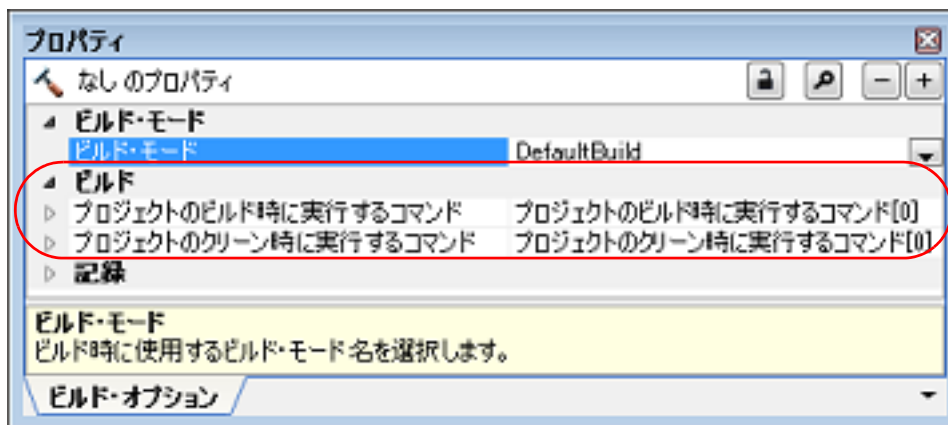 プロパティ
なし のプロパティ
ビルド・モード
ビルド・モード DefaultBuild
ビルド
プロジェクトのビルド時に実行するコマンド プロジェクトのビルド時に実行するコマンド[0]
プロジェクトのクリーン時に実行するコマンド プロジェクトのクリーン時に実行するコマンド[0]
記録
ビルド・モード
ビルド時に使用するビルド・モード名を選択します。
ビルド・オプション